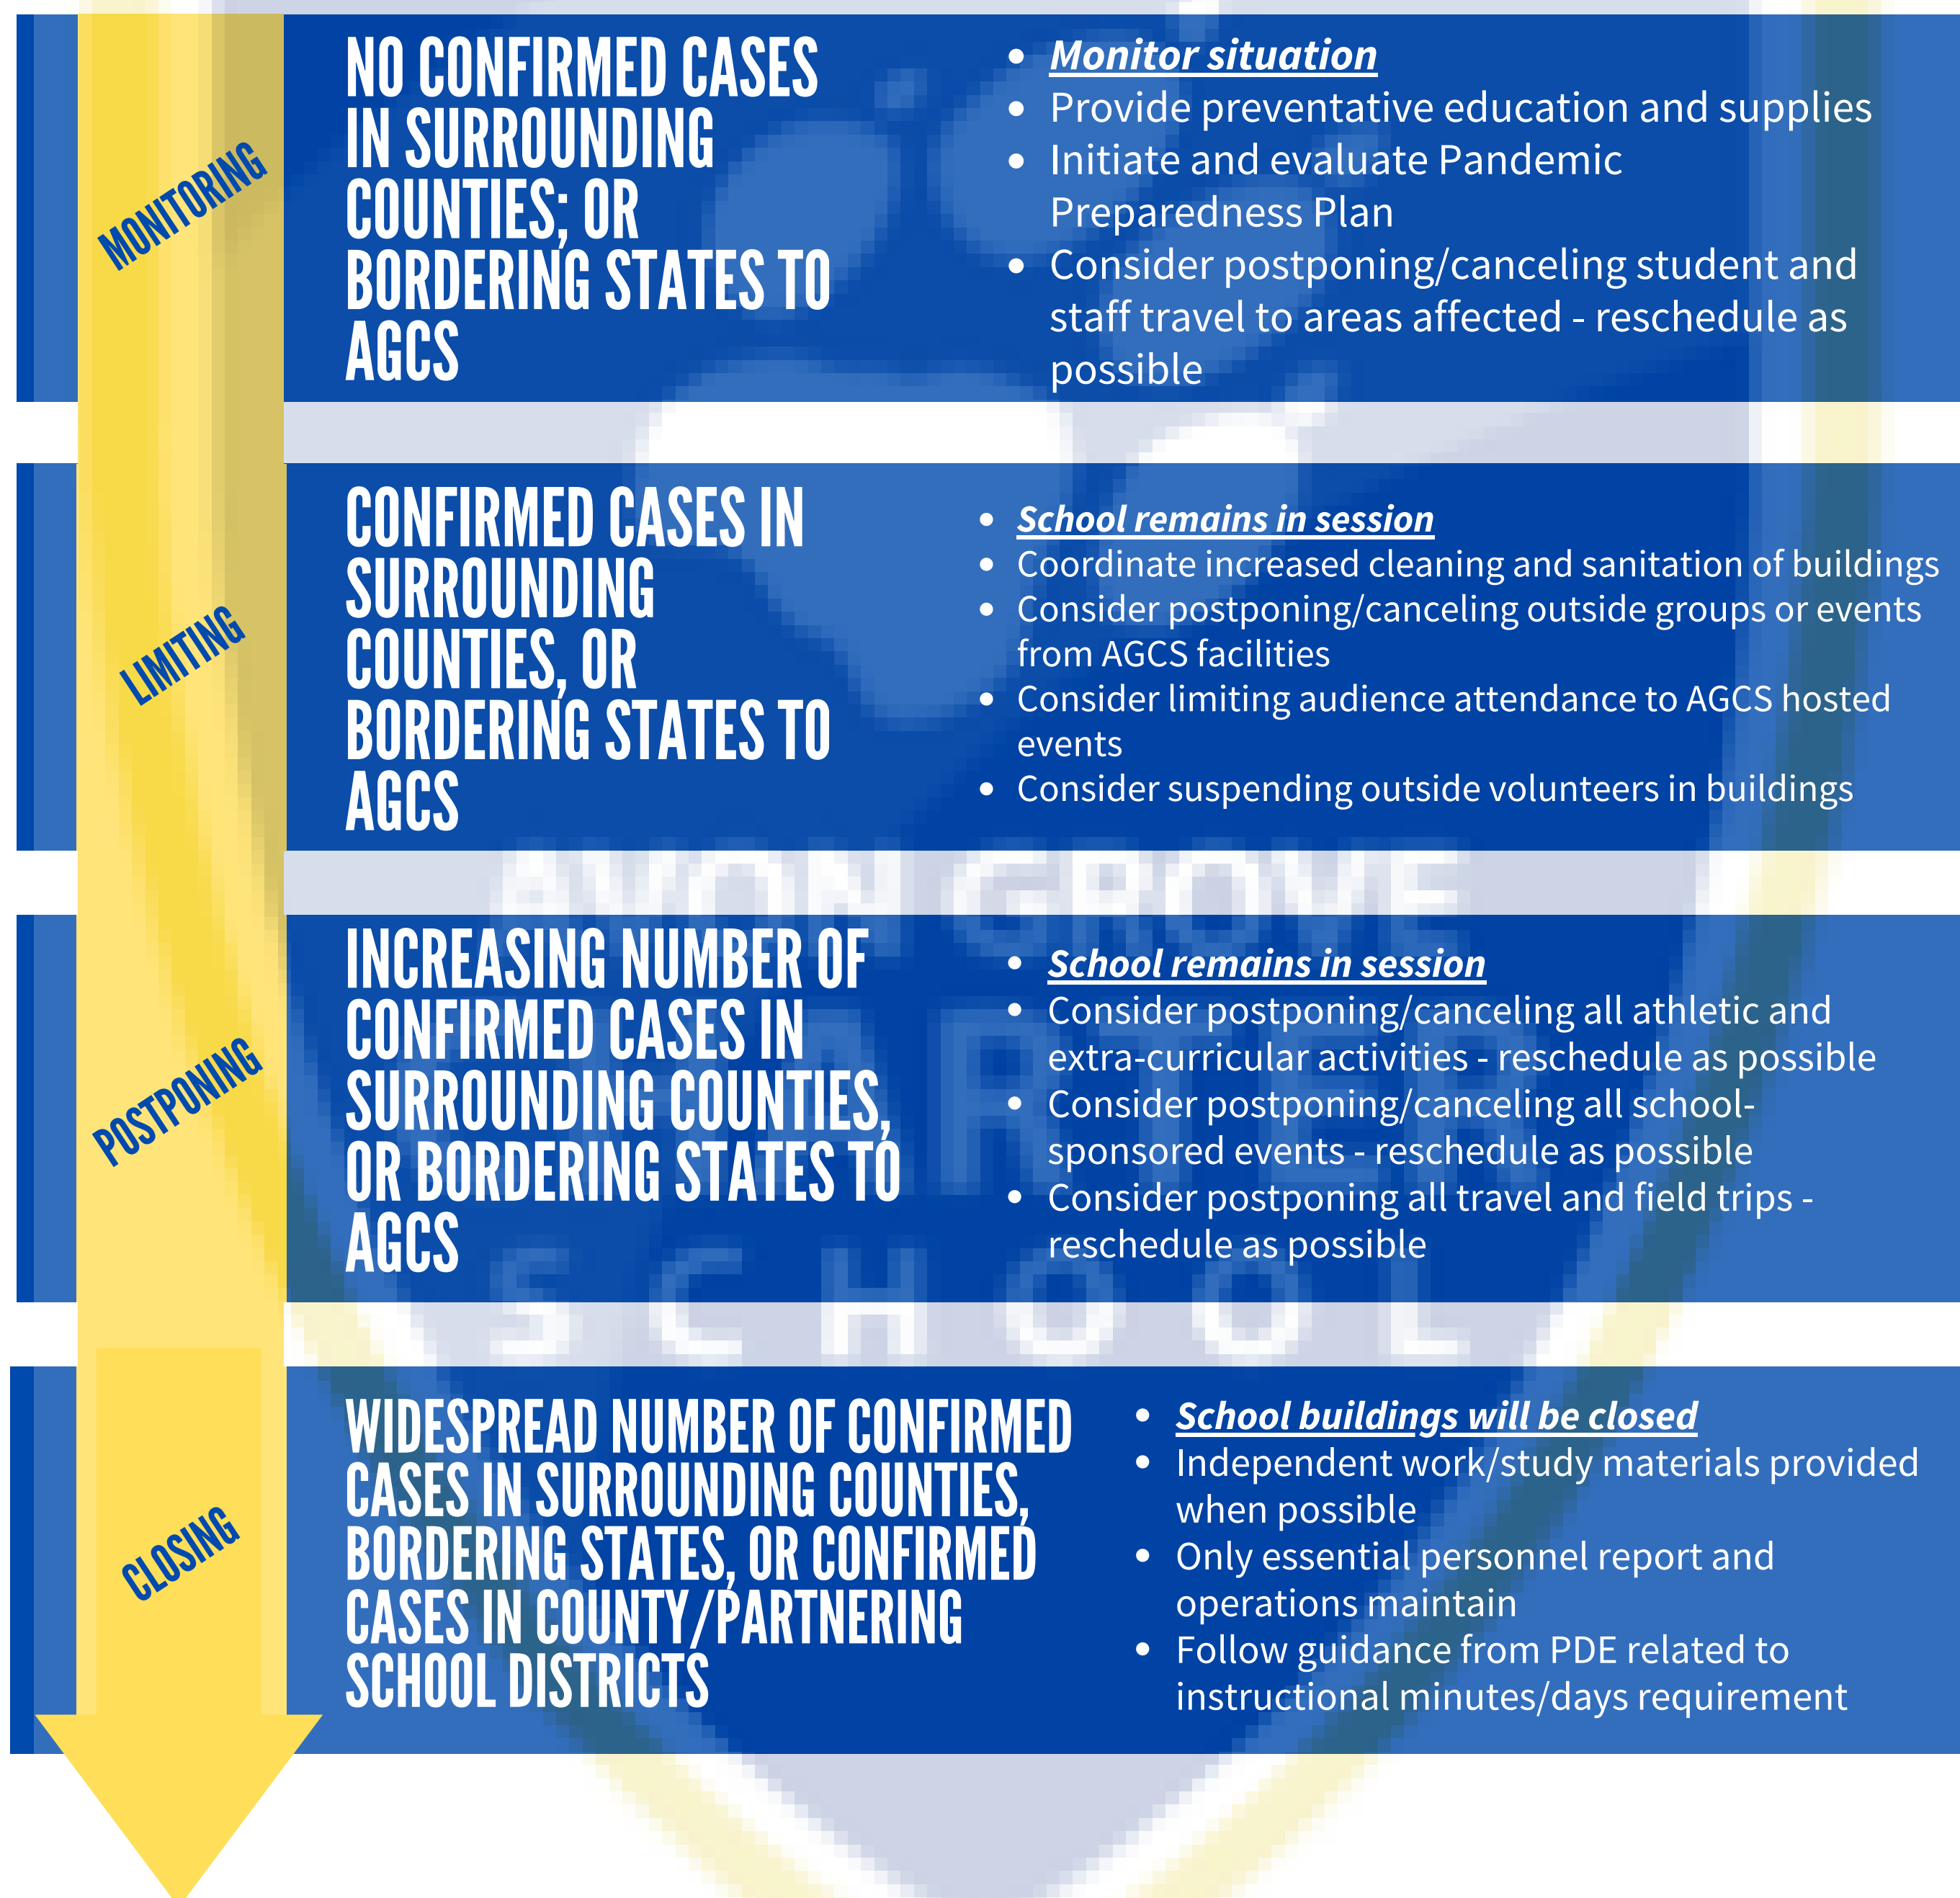 MONITORING
NO CONFIRMED CASES
IN SURROUNDING
COUNTIES; OR
BORDERING STATES TO
AGCS
• Monitor situation
• Provide preventative education and supplies
• Initiate and evaluate Pandemic
Preparedness Plan
• Consider postponing/canceling student and
staff travel to areas affected - reschedule as
possible
LIMITING
CONFIRMED CASES IN
SURROUNDING
COUNTIES, OR
BORDERING STATES TO
AGCS
• School remains in session
• Coordinate increased cleaning and sanitation of buildings
• Consider postponing/canceling outside groups or events
from AGCS facilities
• Consider limiting audience attendance to AGCS hosted
events
• Consider suspending outside volunteers in buildings
AVON GROVE
CHARTER
SCHOOL
POSTPONING
INCREASING NUMBER OF
CONFIRMED CASES IN
SURROUNDING COUNTIES,
OR BORDERING STATES TO
AGCS
• School remains in session
• Consider postponing/canceling all athletic and
extra-curricular activities - reschedule as possible
• Consider postponing/canceling all school-
sponsored events - reschedule as possible
• Consider postponing all travel and field trips -
reschedule as possible
CLOSING
WIDESPREAD NUMBER OF CONFIRMED
CASES IN SURROUNDING COUNTIES,
BORDERING STATES, OR CONFIRMED
CASES IN COUNTY/PARTNERING
SCHOOL DISTRICTS
• School buildings will be closed
• Independent work/study materials provided
when possible
• Only essential personnel report and
operations maintain
• Follow guidance from PDE related to
instructional minutes/days requirement